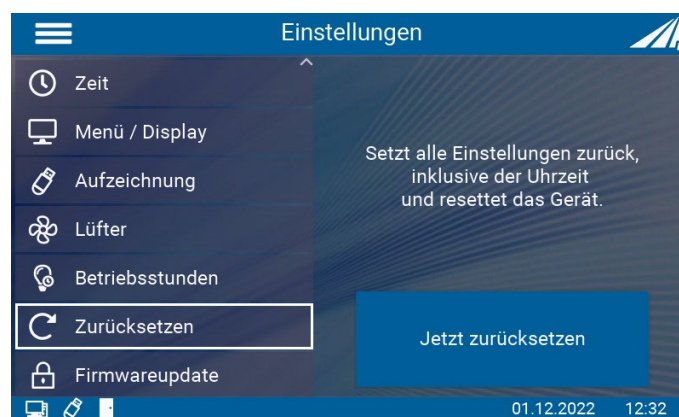 Einstellungen
Zeit
Menü / Display
Aufzeichnung
Lüfter
Betriebsstunden
Zurücksetzen
Firmwareupdate
Setzt alle Einstellungen zurück,
inklusive der Uhrzeit
und resettet das Gerät.
Jetzt zurücksetzen
01.12.2022 12:32